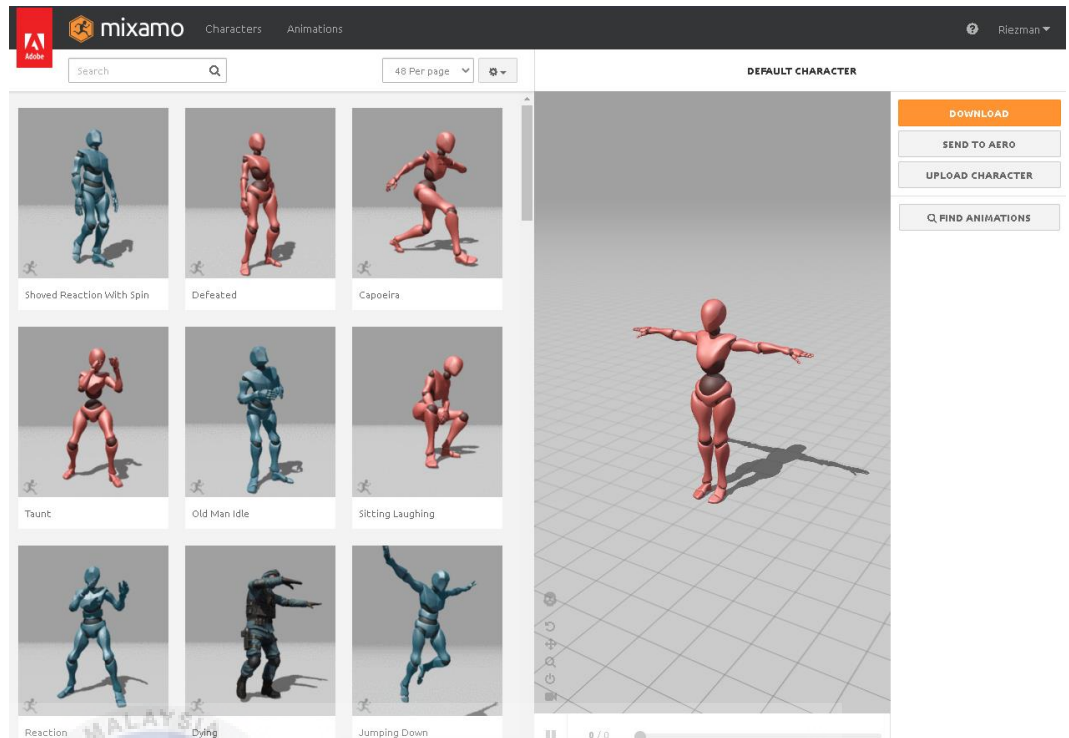 Adobe
mixamo Characters Animations Riezman
Search 48 Per page
DEFAULT CHARACTER
DOWNLOAD
SEND TO AERO
UPLOAD CHARACTER
FIND ANIMATIONS
Shoved Reaction With Spin Defeated Capoeira
Taunt Old Man Idle Sitting Laughing
Reaction Dying Jumping Down
0 / 0
MALAYSIA